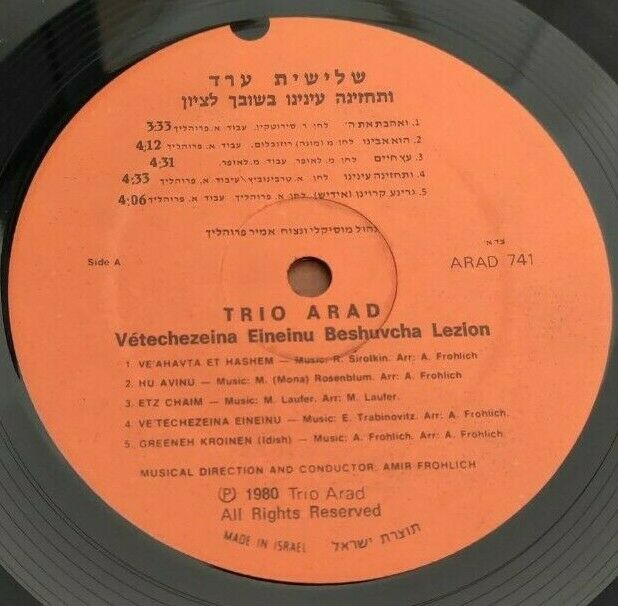 שלישית ערד
ותחזינה עינינו בשובך לציון
1. ואהבת את ה׳ לחן ר סירוטקין. עבוד א. פרוהליך 3:33
2. הוא אבינו לחן מ (מונה) רוזנבלום. עבוד א. פרוהליך 4:12
3. עץ חיים לחן מ. לאופר. עבוד מ. לאופר. 4:31
4. ותחזינה עינינו לחן א טרבינוביץ עיבוד א. פרוהליך 4:33
5. גרינע קרוינן (אידיש) לחן א. פרוהליך עבוד א. פרוהליך 4:06
נהול מוסיקלי ונצוח אמיר פרוהליך
Side A
צד א
ARAD 741
TRIO ARAD
Vétechezeina Eineinu Beshuvcha Lezion
1 VE'AHAVTA ET HASHEM — Music: R. Sirotkin. Arr: A. Frohlich
2. HU AVINU — Music: M. (Mona) Rosenblum. Arr: A. Frohlich
3. ETZ CHAIM — Music: M. Laufer. Arr: M. Laufer.
4 VE'TECHEZEINA EINEINU — Music: E. Trabinovitz. Arr: A. Frohlich.
5. GREENEH KROINEN (Idish) — Music: A. Frohlich. Arr: A. Frohlich.
MUSICAL DIRECTION AND CONDUCTOR: AMIR FROHLICH
Ⓟ 1980 Trio Arad
All Rights Reserved
MADE IN ISRAEL תוצרת ישראל